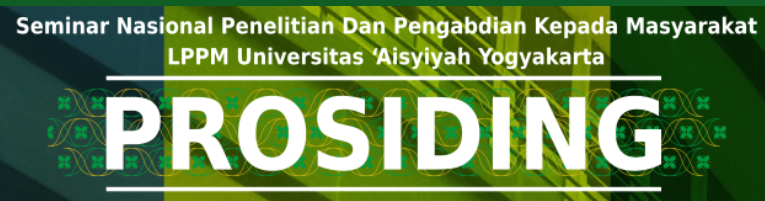 Seminar Nasional Penelitian Dan Pengabdian Kepada Masyarakat
LPPM Universitas ‘Aisyiyah Yogyakarta
PROSIDING